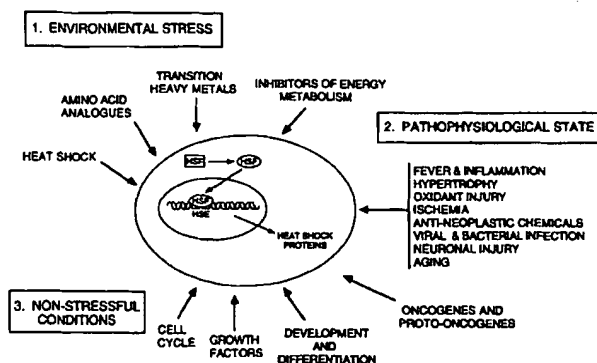 1. ENVIRONMENTAL STRESS
TRANSITION
HEAVY METALS
INHIBITORS OF ENERGY
METABOLISM
AMINO ACID
ANALOGUES
HEAT SHOCK
2. PATHOPHYSIOLOGICAL STATE
FEVER & INFLAMMATION
HYPERTROPHY
OXIDANT INJURY
ISCHEMIA
ANTI-NEOPLASTIC CHEMICALS
VIRAL & BACTERIAL INFECTION
NEURONAL INJURY
AGING
HSF
HSF
HSF
HSE
HEAT SHOCK
PROTEINS
3. NON-STRESSFUL
CONDITIONS
CELL
CYCLE
GROWTH
FACTORS
DEVELOPMENT
AND
DIFFERENTIATION
ONCOGENES AND
PROTO-ONCOGENES